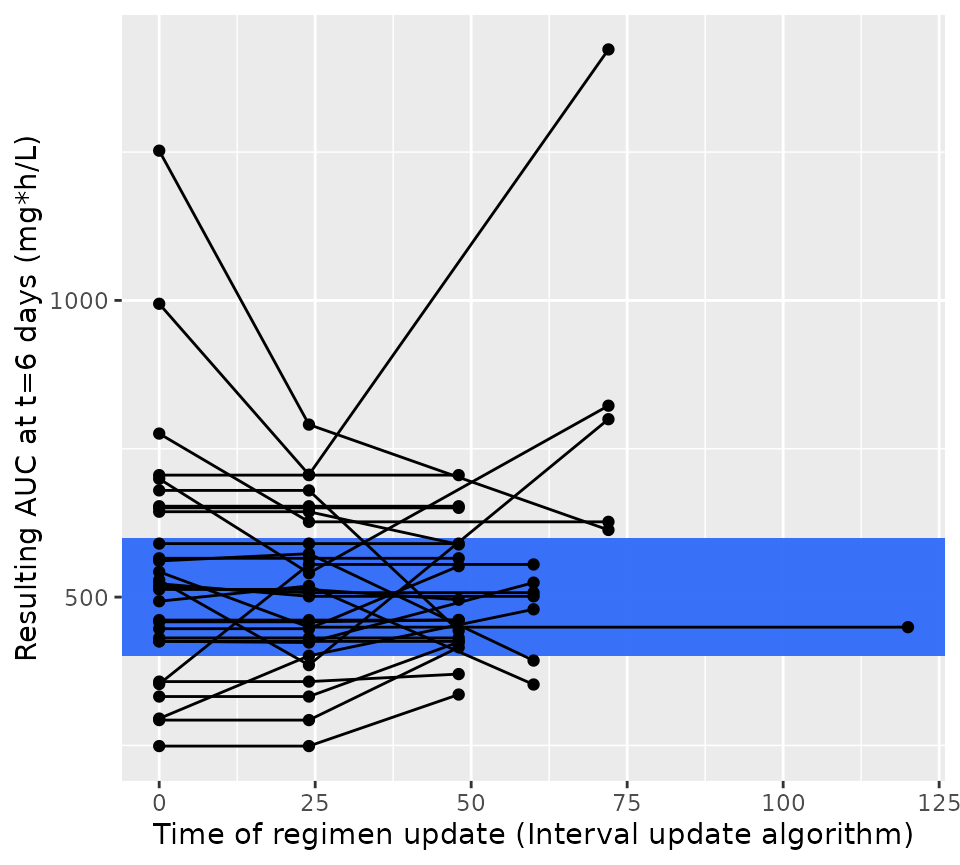 Resulting AUC at t=6 days (mg*h/L)
1000
500
0 25 50 75 100 125
Time of regimen update (Interval update algorithm)